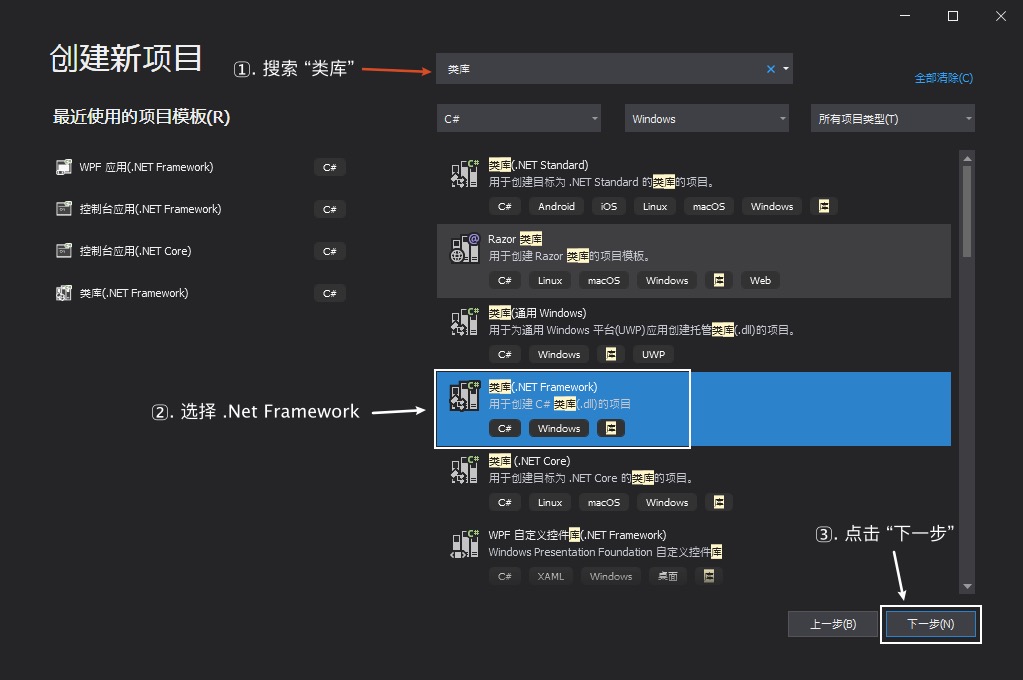 创建新项目
①. 搜索 “类库”
类库
全部清除(C)
最近使用的项目模板(R)
C#
Windows
所有项目类型(T)
WPF 应用(.NET Framework) C#
控制台应用(.NET Framework) C#
控制台应用(.NET Core) C#
类库(.NET Framework) C#
类库(.NET Standard)
用于创建目标为 .NET Standard 的类库的项目。
C# Android iOS Linux macOS Windows 库
Razor 类库
用于创建 Razor 类库的项目模板。
C# Linux macOS Windows 库 Web
类库(通用 Windows)
用于为通用 Windows 平台(UWP)应用创建托管类库(.dll)的项目。
C# Windows 库 UWP
②. 选择 .Net Framework
类库(.NET Framework)
用于创建 C# 类库(.dll)的项目
C# Windows 库
类库 (.NET Core)
用于创建目标为 .NET Core 的类库的项目。
C# Linux macOS Windows 库
WPF 自定义控件库(.NET Framework)
Windows Presentation Foundation 自定义控件库
C# XAML Windows 桌面 库
③. 点击 “下一步”
上一步(B)
下一步(N)